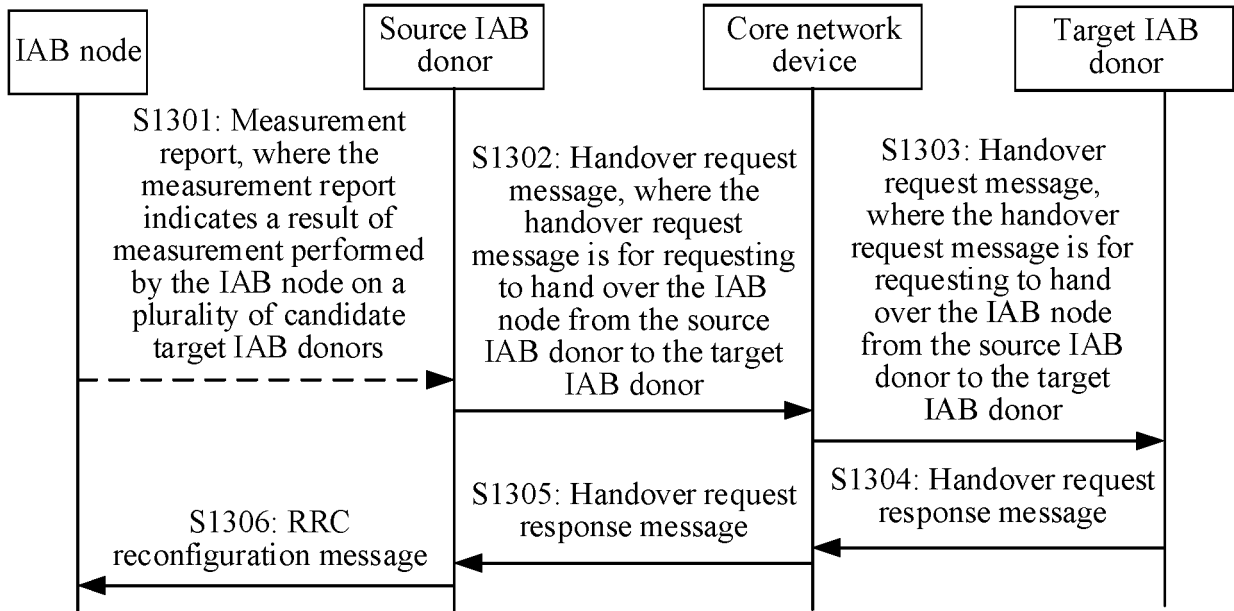 IAB node
Source IAB
donor
Core network
device
Target IAB
donor
S1301: Measurement
report, where the
measurement report
indicates a result of
measurement performed
by the IAB node on a
plurality of candidate
target IAB donors
S1302: Handover request
message, where the
handover request
message is for requesting
to hand over the IAB
node from the source
IAB donor to the target
IAB donor
S1303: Handover
request message,
where the handover
request message is for
requesting to hand
over the IAB node
from the source IAB
donor to the target
IAB donor
S1304: Handover request
response message
S1305: Handover request
response message
S1306: RRC
reconfiguration message